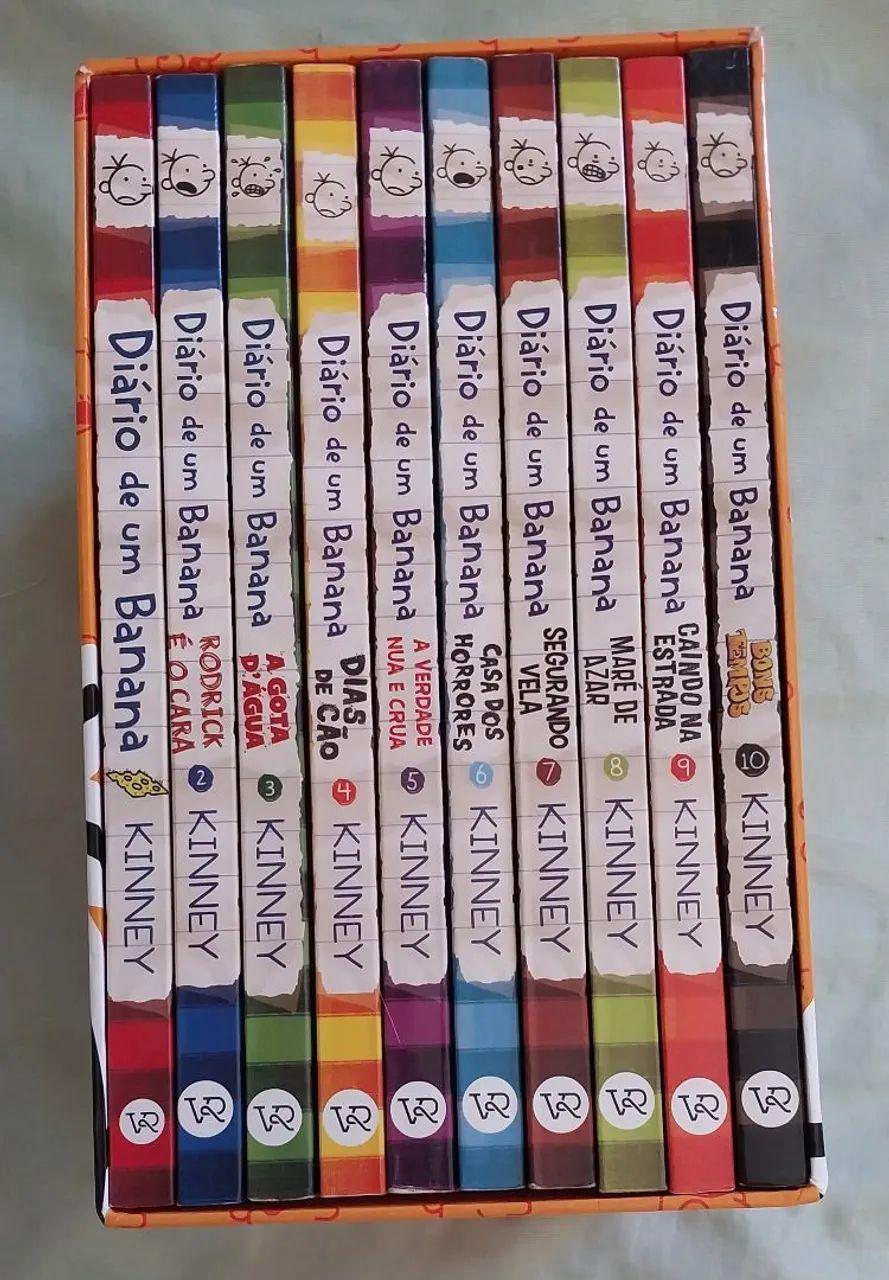 Diário de um Banana
KINNEY
Diário de um Banana
RODRICK
É O CARA
2
KINNEY
Diário de um Banana
A GOTA
D'ÁGUA
3
KINNEY
Diário de um Banana
DIAS
DE CÃO
4
KINNEY
Diário de um Banana
A VERDADE
NUA E CRUA
5
KINNEY
Diário de um Banana
CASA DOS
HORRORES
6
KINNEY
Diário de um Banana
SEGURANDO
VELA
7
KINNEY
Diário de um Banana
MARÉ DE
AZAR
8
KINNEY
Diário de um Banana
CAINDO NA
ESTRADA
9
KINNEY
Diário de um Banana
BONS
TEMPOS
10
KINNEY